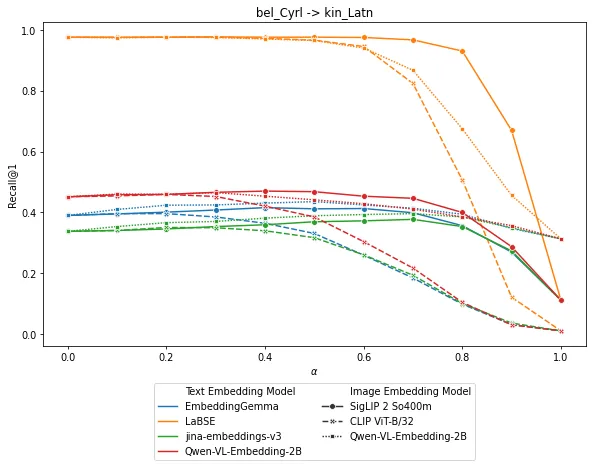 bel_Cyrl -> kin_Latn
1.0
0.8
0.6
0.4
0.2
0.0
Recall@1
0.0 0.2 0.4 0.6 0.8 1.0
α
Text Embedding Model Image Embedding Model
EmbeddingGemma SigLIP 2 So400m
LaBSE CLIP ViT-B/32
jina-embeddings-v3 Qwen-VL-Embedding-2B
Qwen-VL-Embedding-2B